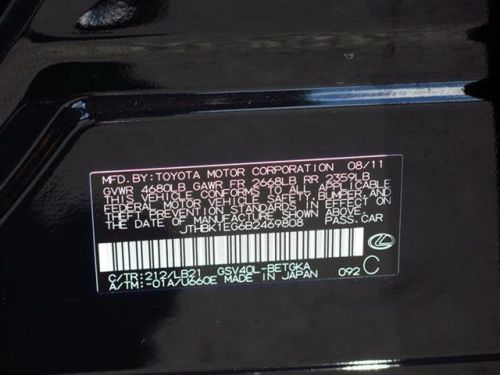 MFD. BY: TOYOTA MOTOR CORPORATION 08/11
GVWR 4680LB GAWR FR 2668LB RR 2359LB
THIS VEHICLE CONFORMS TO ALL APPLICABLE
FEDERAL MOTOR VEHICLE SAFETY, BUMPER, AND
THEFT PREVENTION STANDARDS IN EFFECT ON
THE DATE OF MANUFACTURE SHOWN ABOVE.
JTHBK1EG6B2469808 PASS.CAR
C/TR: 212/LB21 GSV40L-BETGKA
A/TM: -01A/U660E MADE IN JAPAN 092 C